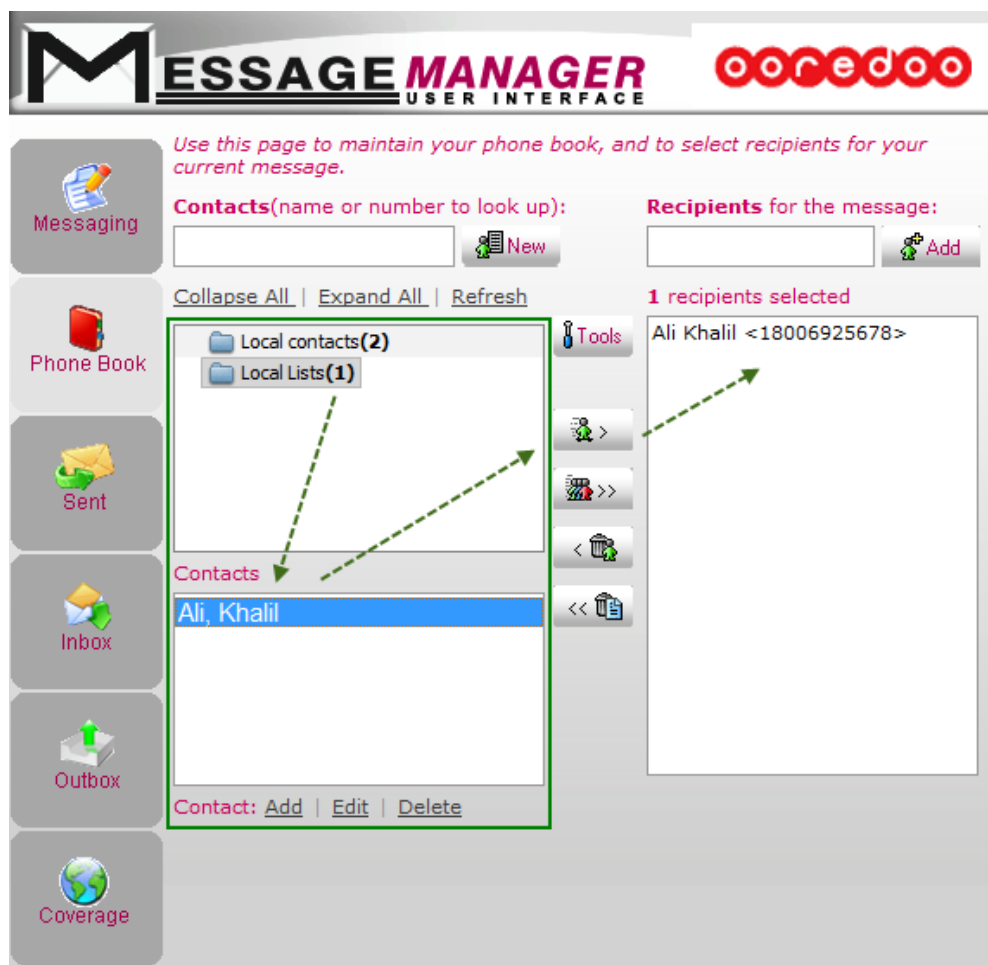 MESSAGE MANAGER
USER INTERFACE
ooredoo
Use this page to maintain your phone book, and to select recipients for your
current message.
Messaging
Contacts(name or number to look up):
New
Recipients for the message:
Add
Collapse All | Expand All | Refresh
1 recipients selected
Phone Book
Local contacts(2)
Local Lists(1)
Tools
Ali Khalil <18006925678>
>
>>
<
<<
Sent
Contacts
Ali, Khalil
Inbox
Outbox
Contact: Add | Edit | Delete
Coverage